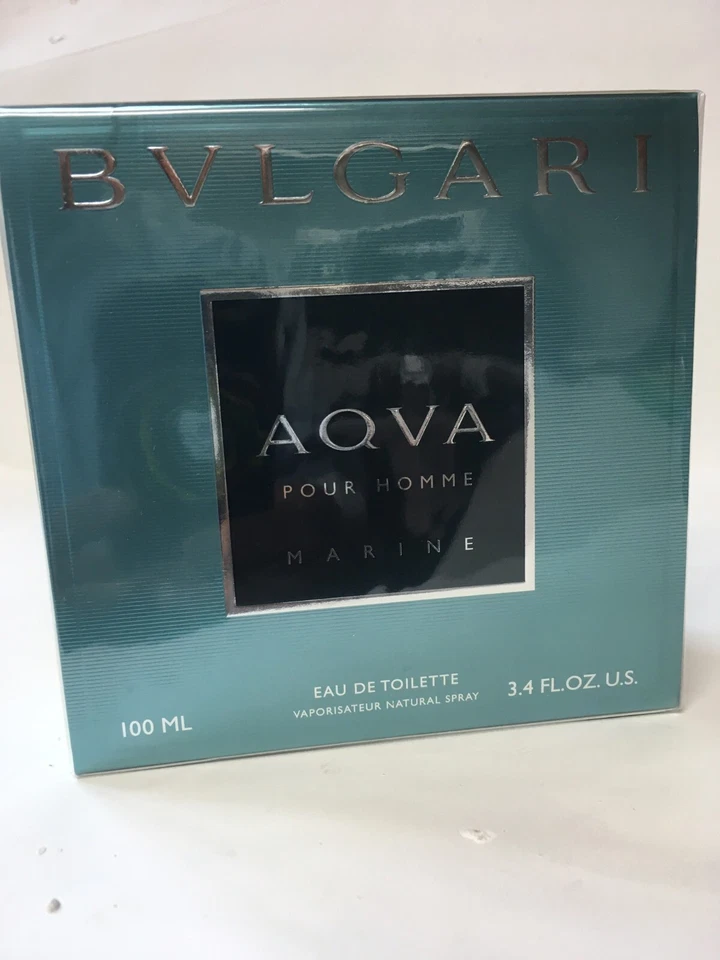 BVLGARI
AQVA
POUR HOMME
MARINE
EAU DE TOILETTE
VAPORISATEUR NATURAL SPRAY
100 ML
3.4 FL.OZ. U.S.